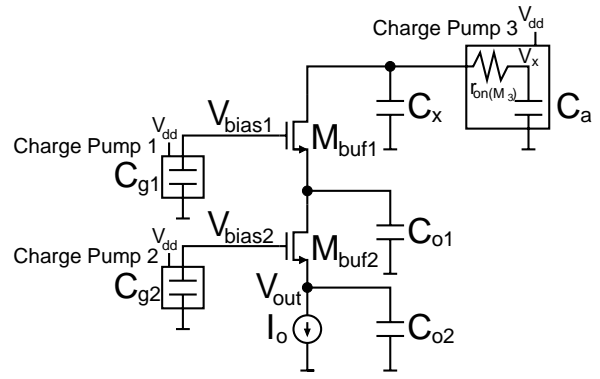 Charge Pump 3 Vdd
Vx
ron(M3)
Ca
Cx
Vbias1
Mbuf1
Charge Pump 1 Vdd
Cg1
Co1
Vbias2
Mbuf2
Charge Pump 2 Vdd
Cg2
Vout
Io
Co2